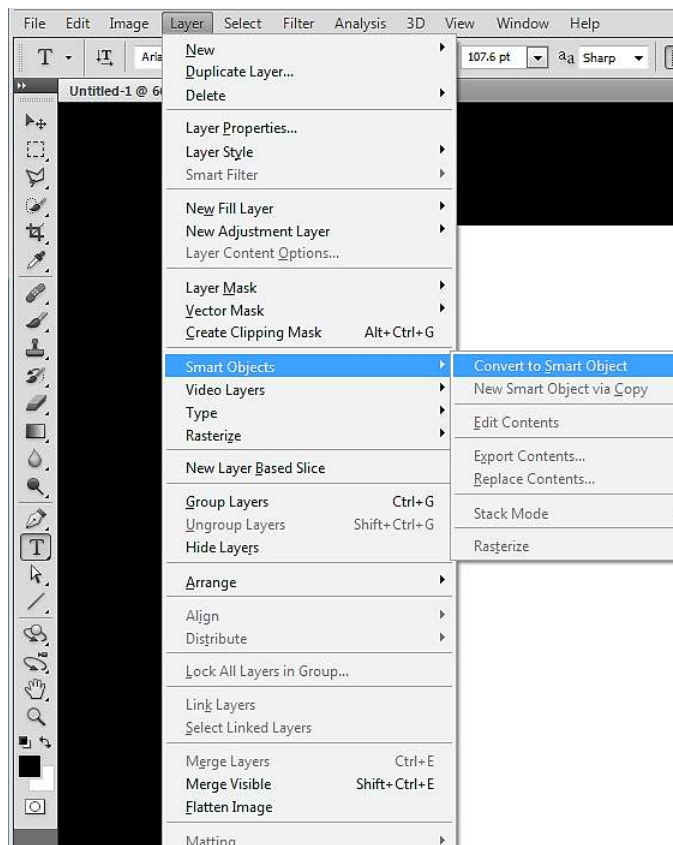 File Edit Image Layer Select Filter Analysis 3D View Window Help
T T Aria 107.6 pt aa Sharp
Untitled-1 @ 6
New
Duplicate Layer...
Delete
Layer Properties...
Layer Style
Smart Filter
New Fill Layer
New Adjustment Layer
Layer Content Options...
Layer Mask
Vector Mask
Create Clipping Mask Alt+Ctrl+G
Smart Objects
Convert to Smart Object
Video Layers
New Smart Object via Copy
Type
Edit Contents
Rasterize
Export Contents...
New Layer Based Slice
Replace Contents...
Group Layers Ctrl+G
Stack Mode
Ungroup Layers Shift+Ctrl+G
Hide Layers
Rasterize
T
Arrange
Align
Distribute
Lock All Layers in Group...
Link Layers
Select Linked Layers
Merge Layers Ctrl+E
Merge Visible Shift+Ctrl+E
Flatten Image
Matting